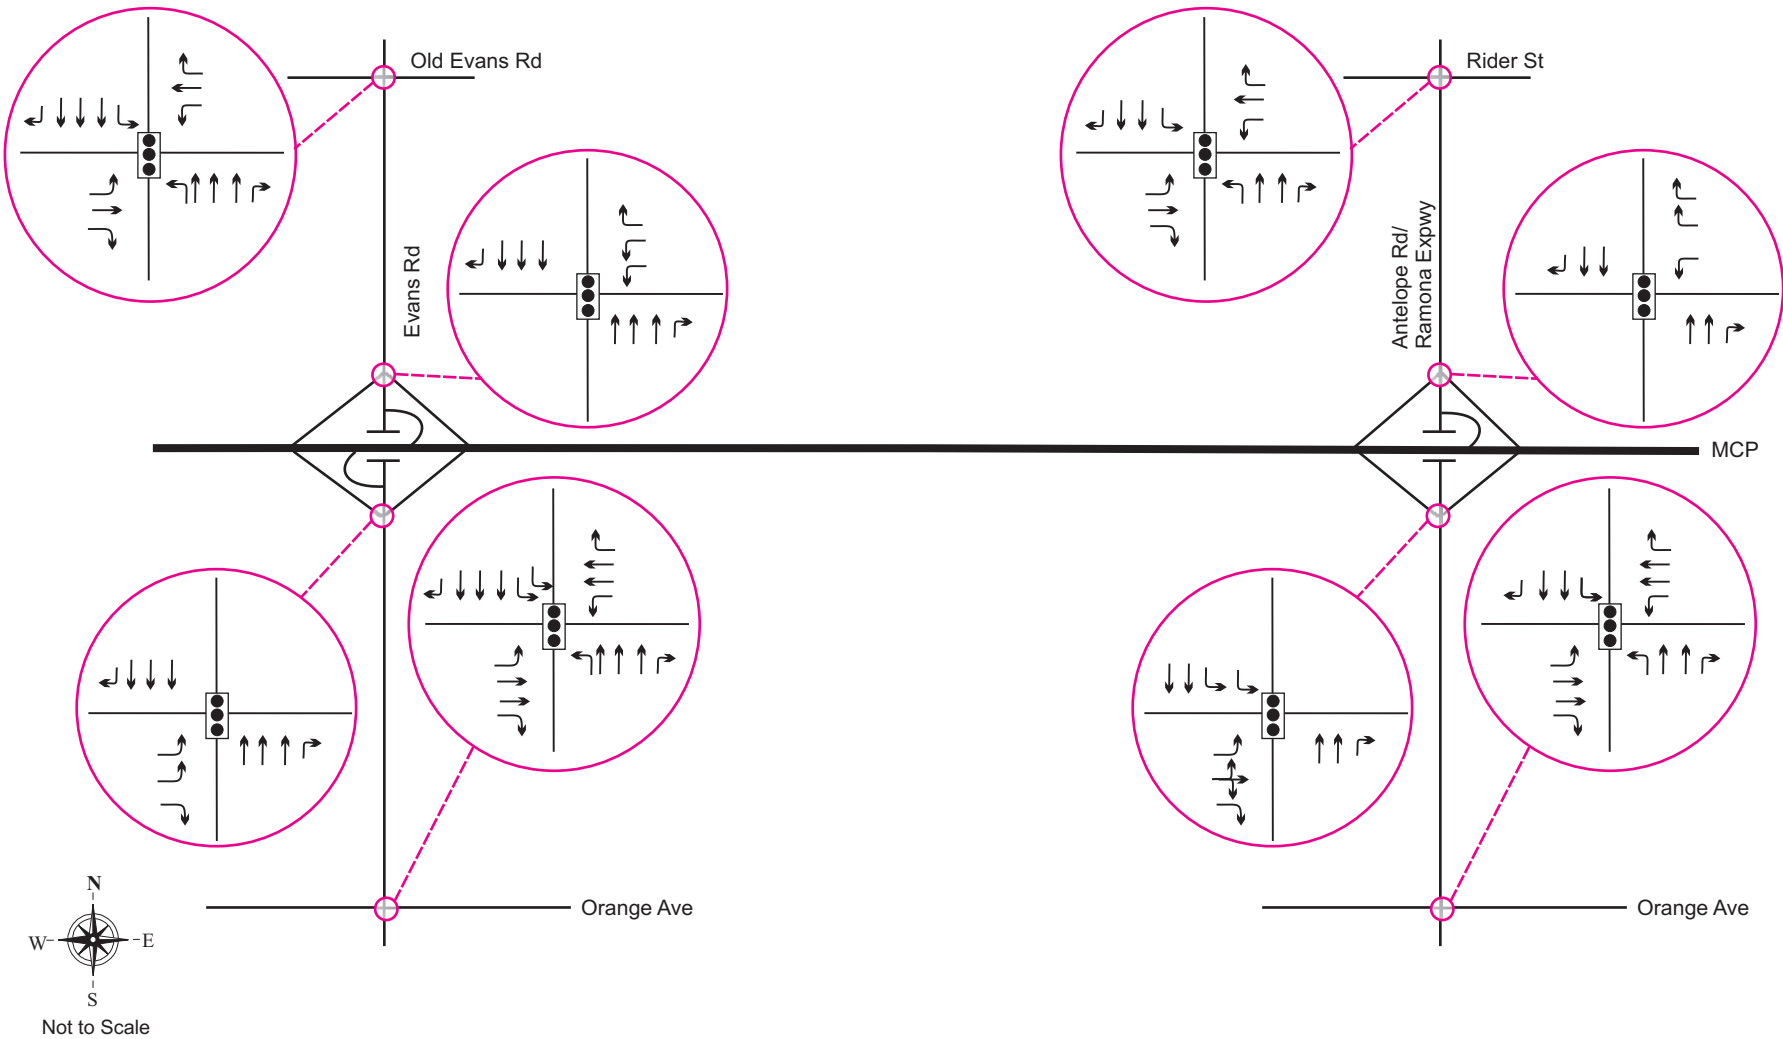 Old Evans Rd
Rider St
Evans Rd
Antelope Rd/
Ramona Expwy
MCP
Orange Ave
Orange Ave
N
W
E
S
Not to Scale